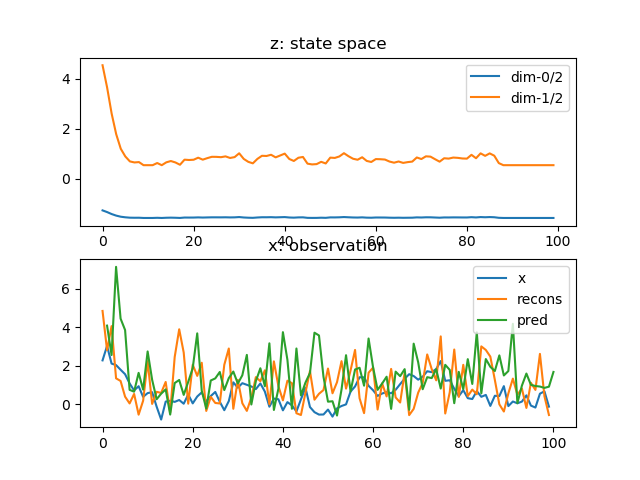 z: state space
4
2
0
dim-0/2
dim-1/2
0 20 40 60 80 100
x: observation
6
4
2
0
x
recons
pred
0 20 40 60 80 100